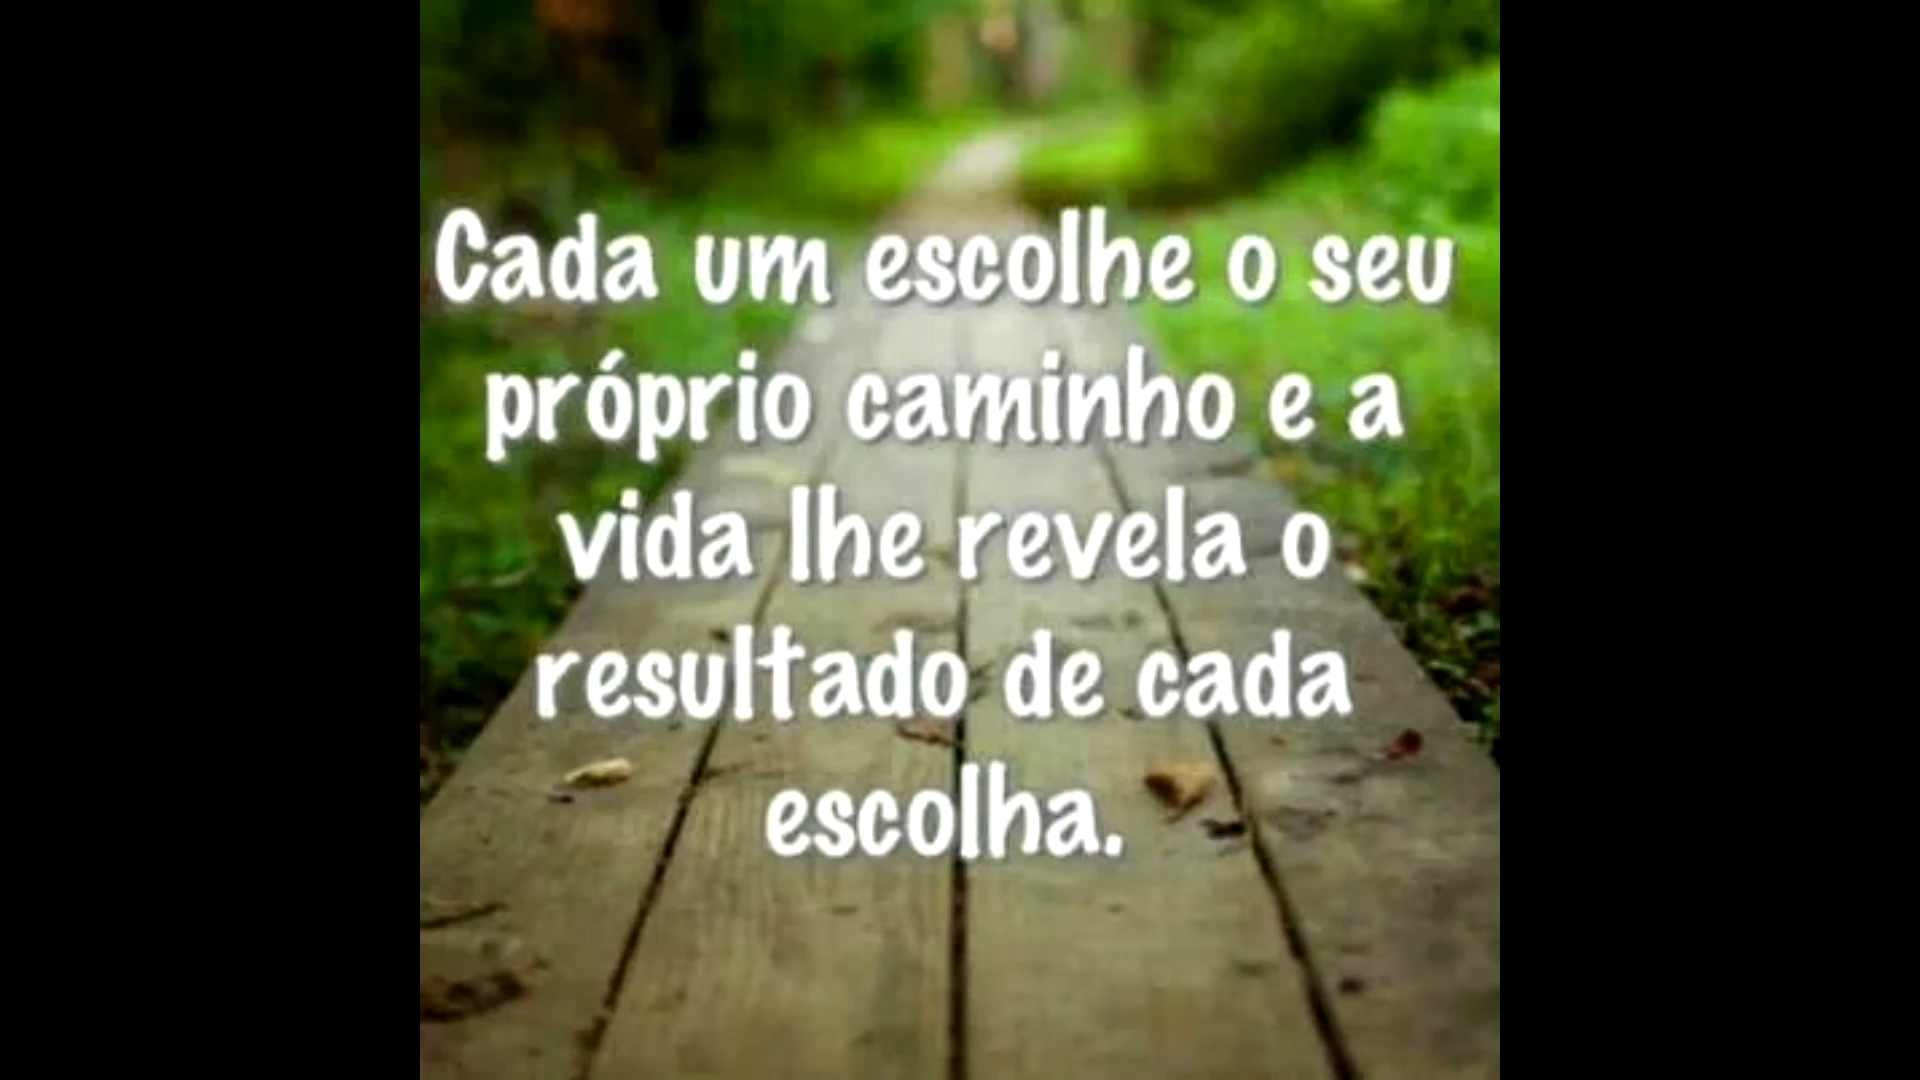 Cada um escolhe o seu
próprio caminho e a
vida lhe revela o
resultado de cada
escolha.